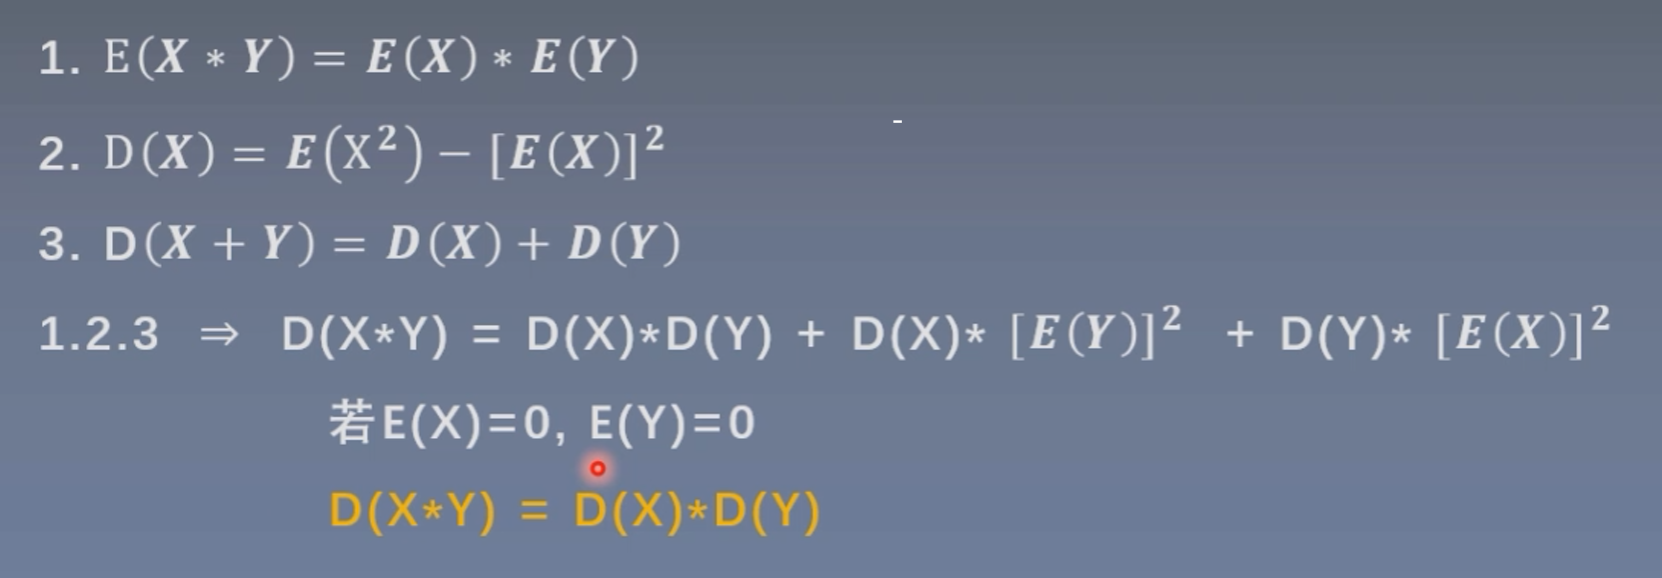 1. E(X * Y) = E(X) * E(Y)
2. D(X) = E(X²) − [E(X)]²
3. D(X + Y) = D(X) + D(Y)
1.2.3 ⇒ D(X*Y) = D(X)*D(Y) + D(X)* [E(Y)]² + D(Y)* [E(X)]²
若E(X)=0, E(Y)=0
D(X*Y) = D(X)*D(Y)